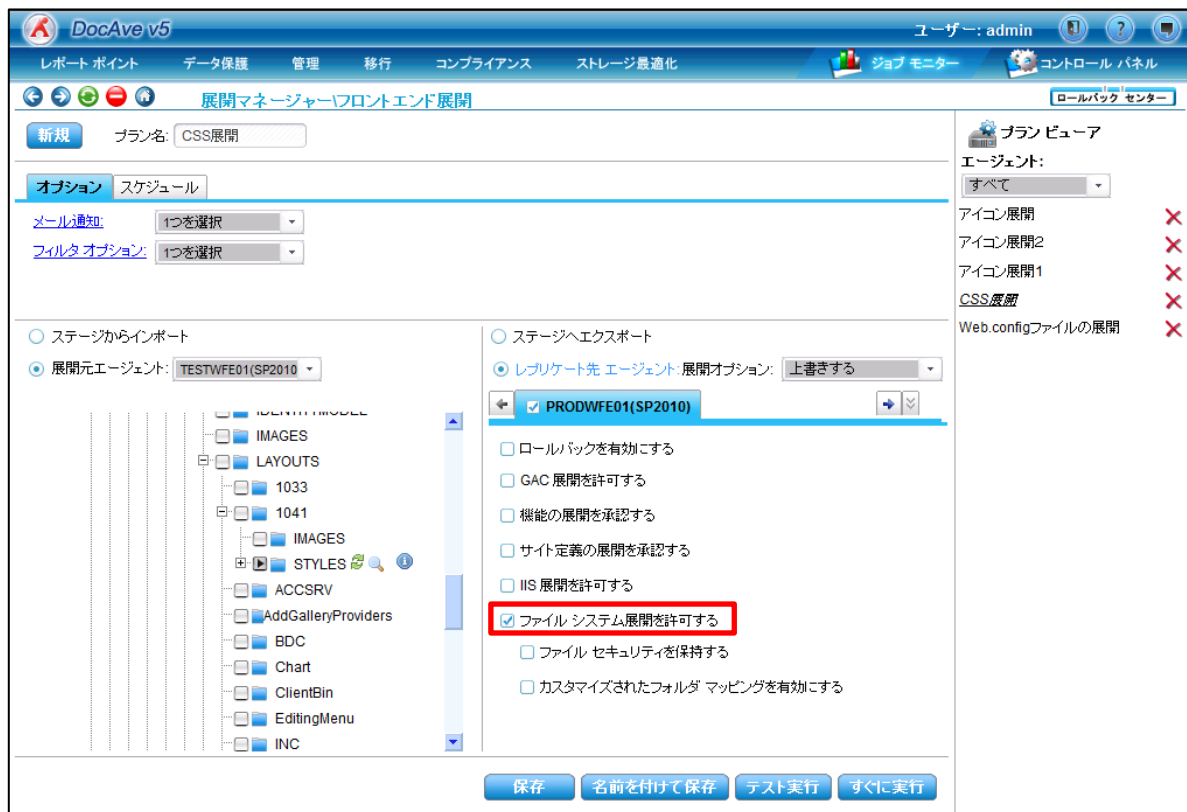 DocAve v5
ユーザー: admin
レポート ポイント データ保護 管理 移行 コンプライアンス ストレージ最適化 ジョブ モニター コントロール パネル
展開マネージャー\フロントエンド展開
ロールバック センター
新規 プラン名: CSS展開
オプション スケジュール
メール通知: 1つを選択
フィルタ オプション: 1つを選択
ステージからインポート
展開元エージェント: TESTWFE01(SP2010
IDENTITYMODEL
IMAGES
LAYOUTS
1033
1041
IMAGES
STYLES
ACCSRV
AddGalleryProviders
BDC
Chart
ClientBin
EditingMenu
INC
ステージへエクスポート
レプリケート先 エージェント: 展開オプション: 上書きする
PRODWFE01(SP2010)
ロールバックを有効にする
GAC 展開を許可する
機能の展開を承認する
サイト定義の展開を承認する
IIS 展開を許可する
ファイル システム展開を許可する
ファイル セキュリティを保持する
カスタマイズされたフォルダ マッピングを有効にする
保存 名前を付けて保存 テスト実行 すぐに実行
プラン ビューア
エージェント:
すべて
アイコン展開
アイコン展開2
アイコン展開1
CSS展開
Web.configファイルの展開